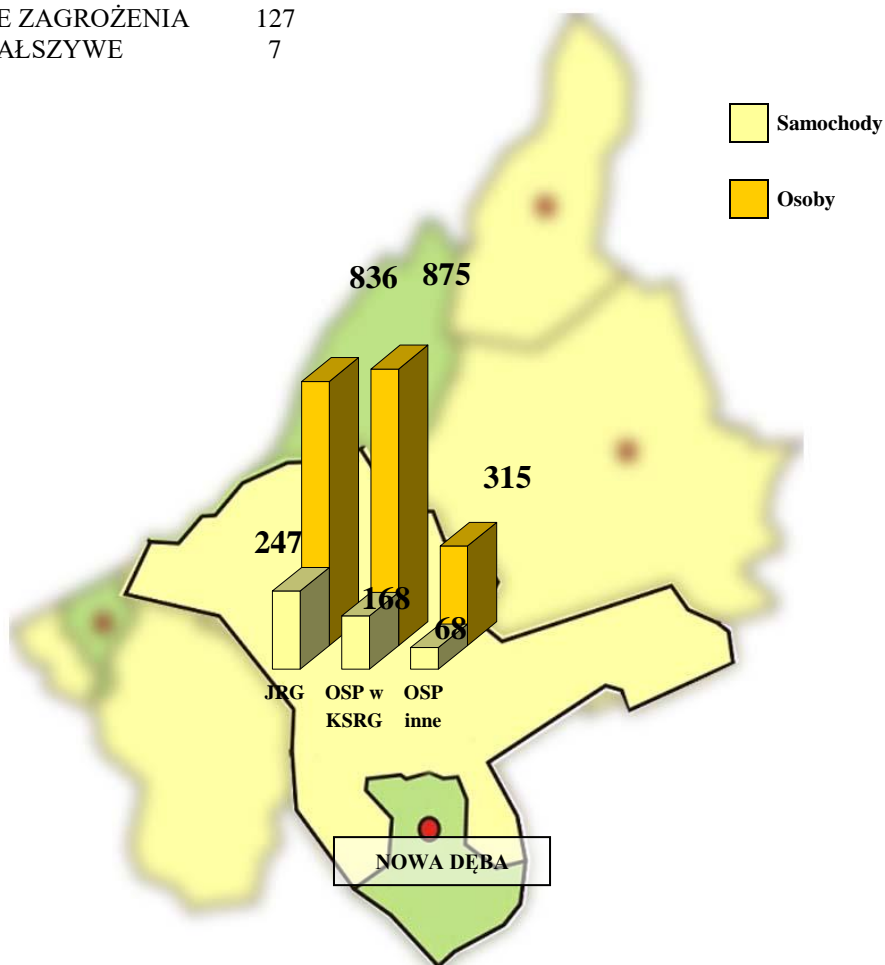 E ZAGROŻENIA 127
AŁSZYWE 7
Samochody
Osoby
836 875
315
247
168
68
JRG OSP w OSP
KSRG inne
NOWA DĘBA